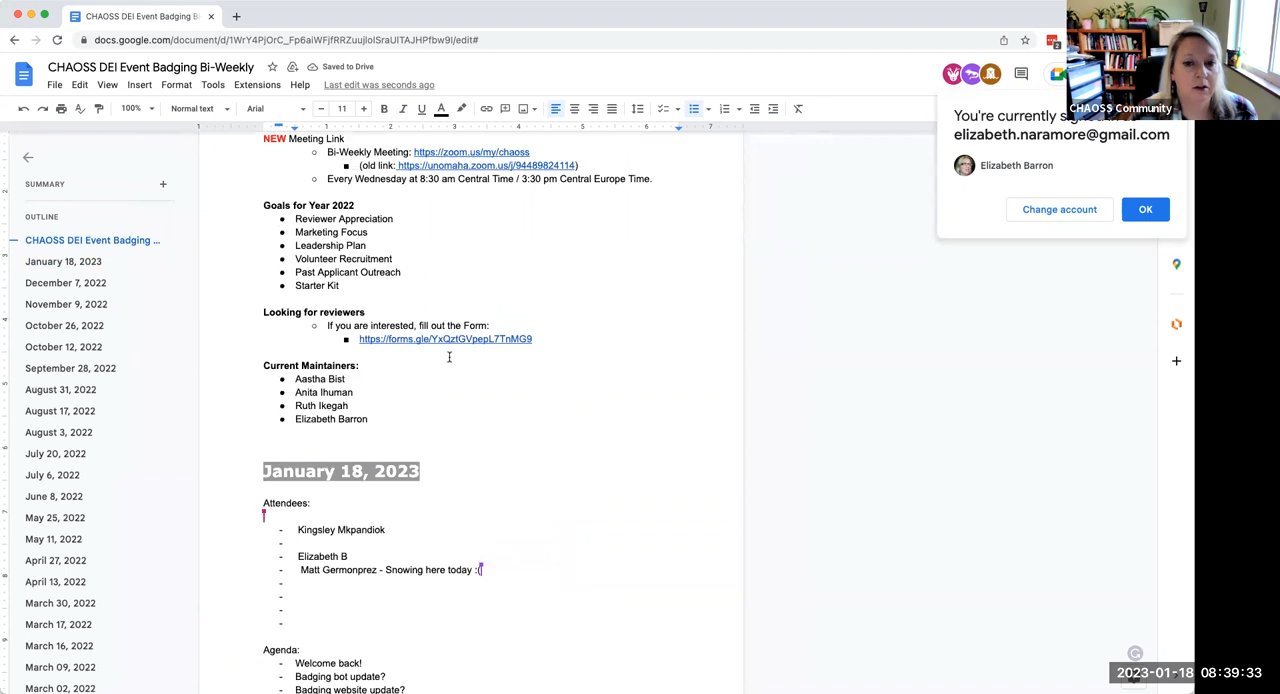 CHAOSS DEI Event Badging Bi
docs.google.com/document/d/1WrY4PjOrC_Fp6aiWFjfRRZuujlolSraUlTAJHPfbw9I/edit#
2
CHAOSS DEI Event Badging Bi-Weekly
Saved to Drive
File Edit View Insert Format Tools Extensions Help Last edit was seconds ago
100% Normal text Arial 11 B I U A
CHAOSS Community
You're currently signed in as
elizabeth.naramore@gmail.com
Elizabeth Barron
Change account OK
SUMMARY
OUTLINE
CHAOSS DEI Event Badging ...
January 18, 2023
December 7, 2022
November 9, 2022
October 26, 2022
October 12, 2022
September 28, 2022
August 31, 2022
August 17, 2022
August 3, 2022
July 20, 2022
July 6, 2022
June 8, 2022
May 25, 2022
May 11, 2022
April 27, 2022
April 13, 2022
March 30, 2022
March 17, 2022
March 16, 2022
March 09, 2022
March 02, 2022
1 1 2 3 4 5 6 7
NEW Meeting Link
Bi-Weekly Meeting: https://zoom.us/my/chaoss
(old link: https://unomaha.zoom.us/j/94489824114)
Every Wednesday at 8:30 am Central Time / 3:30 pm Central Europe Time.
Goals for Year 2022
Reviewer Appreciation
Marketing Focus
Leadership Plan
Volunteer Recruitment
Past Applicant Outreach
Starter Kit
Looking for reviewers
If you are interested, fill out the Form:
https://forms.gle/YxQztGVpepL7TnMG9
Current Maintainers:
Aastha Bist
Anita Ihuman
Ruth Ikegah
Elizabeth Barron
January 18, 2023
Attendees:
- Kingsley Mkpandiok
-
- Elizabeth B
- Matt Germonprez - Snowing here today :(
-
-
-
-
Agenda:
- Welcome back!
- Badging bot update?
- Badging website update?
2023-01-18 08:39:33